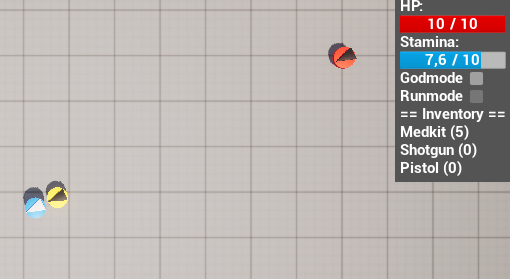 HP:
10 / 10
Stamina:
7,6 / 10
Godmode
Runmode
== Inventory ==
Medkit (5)
Shotgun (0)
Pistol (0)